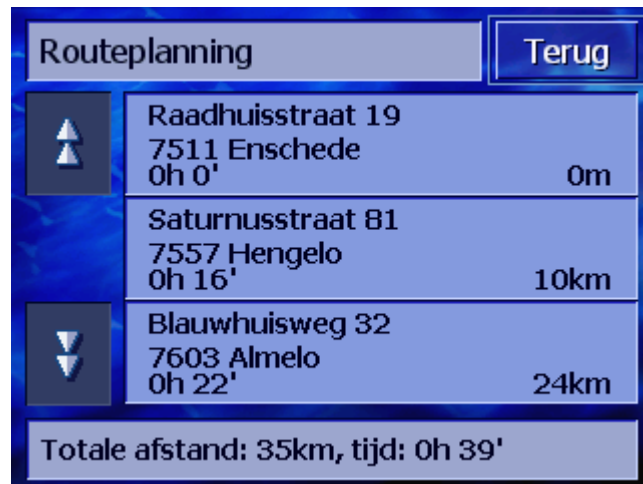 Routeplanning
Terug
Raadhuisstraat 19
7511 Enschede
0h 0' 0m
Saturnusstraat 81
7557 Hengelo
0h 16' 10km
Blauwhuisweg 32
7603 Almelo
0h 22' 24km
Totale afstand: 35km, tijd: 0h 39'